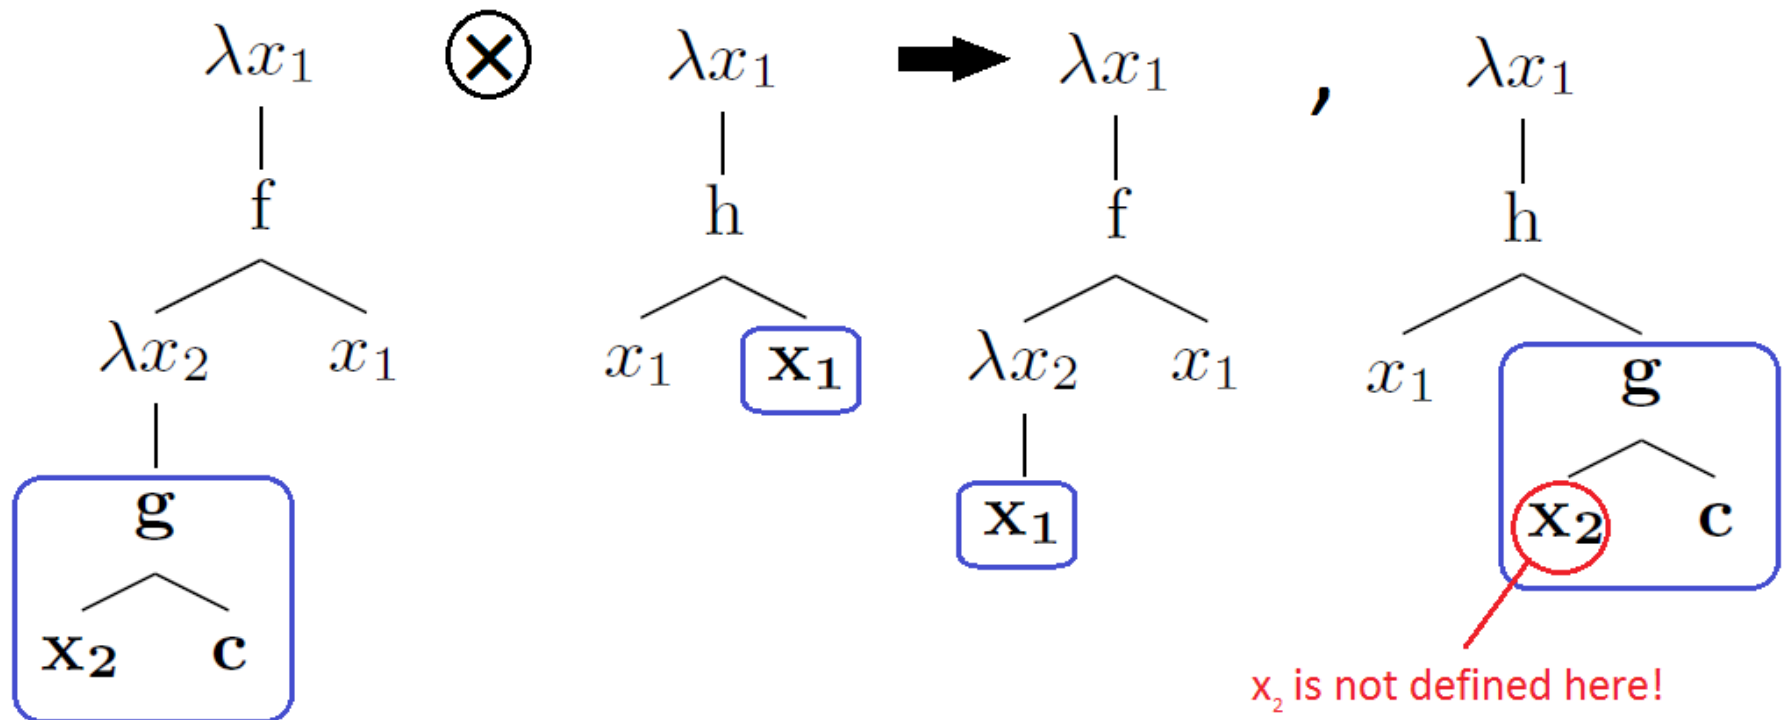 λx₁ ⊗ λx₁ → λx₁ , λx₁
f h f h
λx₂ x₁ x₁ x₁ λx₂ x₁ x₁ g
g x₁ x₂ c
x₂ c
x₂ is not defined here!